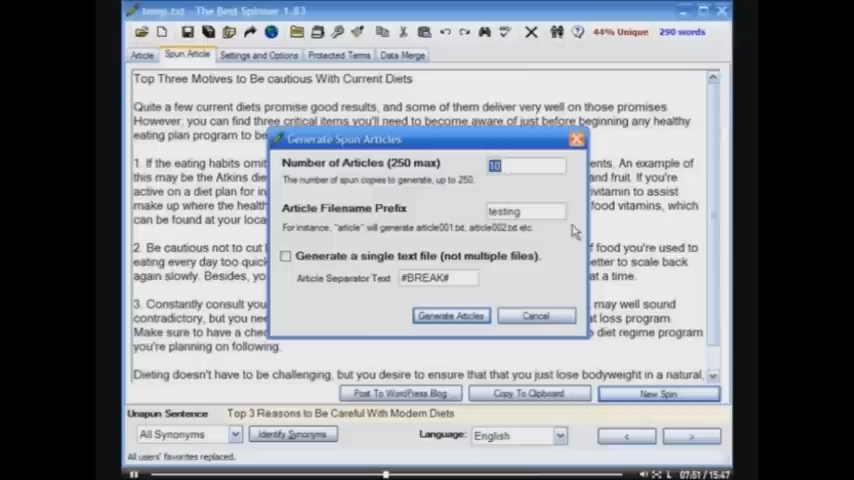 temp.txt - The Best Spinner 1.83
44% Unique
290 words
Article
Spun Article
Settings and Options
Protected Terms
Data Merge
Top Three Motives to Be cautious With Current Diets
Quite a few current diets promise good results, and some of them deliver very well on those promises.
However, you can find three critical items you'll need to become aware of just before beginning any healthy
eating plan program to be
1. If the eating habits omit
ents. An example of
this may be the Atkins die
and fruit. If you're
active on a diet plan for in
vitamin to assist
make up where the health
food vitamins, which
can be found at your loca
2. Be cautious not to cut
f food you're used to
eating every day too quick
etter to scale back
again slowly. Besides, yo
at a time.
3. Constantly consult you
may well sound
contradictory, but you nee
at loss program.
Make sure to have a chec
e diet regime program
you're planning on following.
Dieting doesn't have to be challenging, but you desire to ensure that that you just lose bodyweight in a natural,
Generate Spun Articles
Number of Articles (250 max)
10
The number of spun copies to generate, up to 250.
Article Filename Prefix
testing
For instance, "article" will generate article001.txt, article002.txt etc.
Generate a single text file (not multiple files).
Article Separator Text
#BREAK#
Generate Articles
Cancel
Post To WordPress Blog
Copy To Clipboard
New Spin
Unspun Sentence
Top 3 Reasons to Be Careful With Modern Diets
All Synonyms
Identify Synonyms
Language:
English
<
>
All users' favorites replaced.
07:51 / 15:47